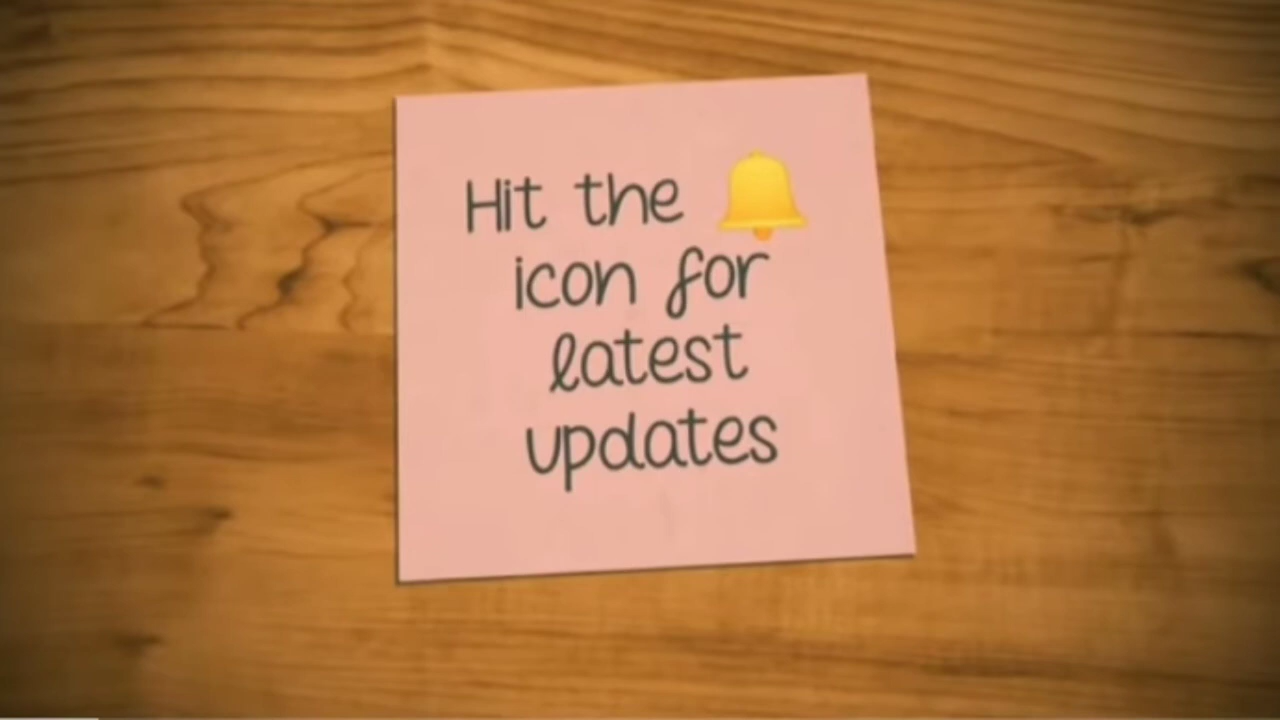 Hit the 🔔
icon for
latest
updates